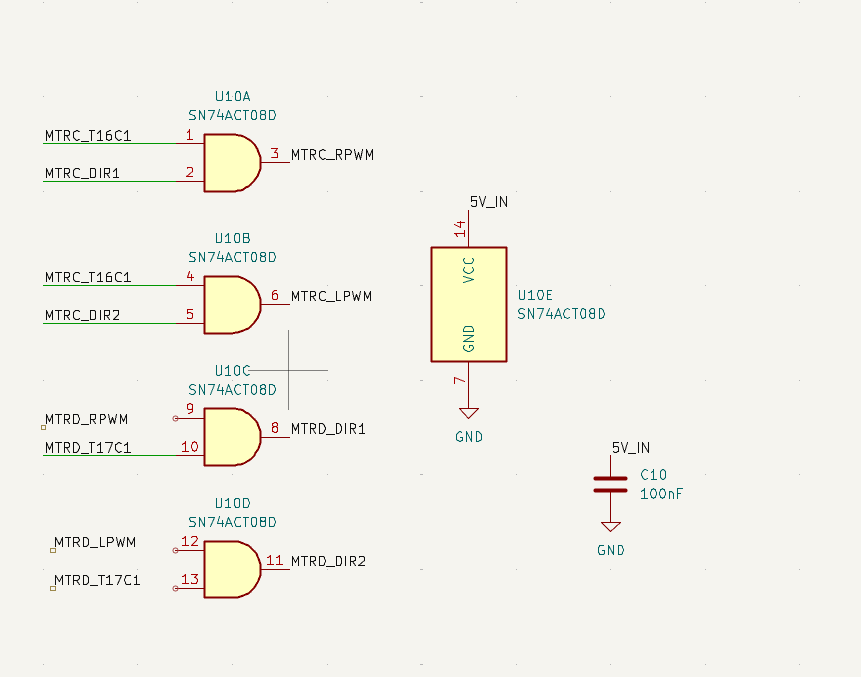 U10A
SN74ACT08D
MTRC_T16C1
1
MTRC_DIR1
2
3
MTRC_RPWM
U10B
SN74ACT08D
MTRC_T16C1
4
MTRC_DIR2
5
6
MTRC_LPWM
U10C
SN74ACT08D
MTRD_RPWM
9
MTRD_T17C1
10
8
MTRD_DIR1
U10D
SN74ACT08D
MTRD_LPWM
12
MTRD_T17C1
13
11
MTRD_DIR2
5V_IN
14
VCC
GND
U10E
SN74ACT08D
7
GND
5V_IN
C10
100nF
GND